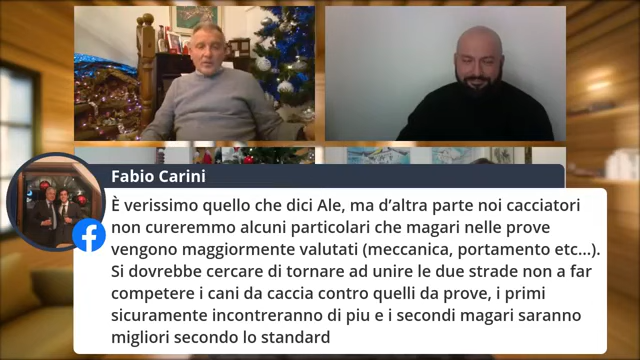 Fabio Carini
È verissimo quello che dici Ale, ma d'altra parte noi cacciatori
non cureremmo alcuni particolari che magari nelle prove
vengono maggiormente valutati (meccanica, portamento etc...).
Si dovrebbe cercare di tornare ad unire le due strade non a far
competere i cani da caccia contro quelli da prove, i primi
sicuramente incontreranno di piu e i secondi magari saranno
migliori secondo lo standard